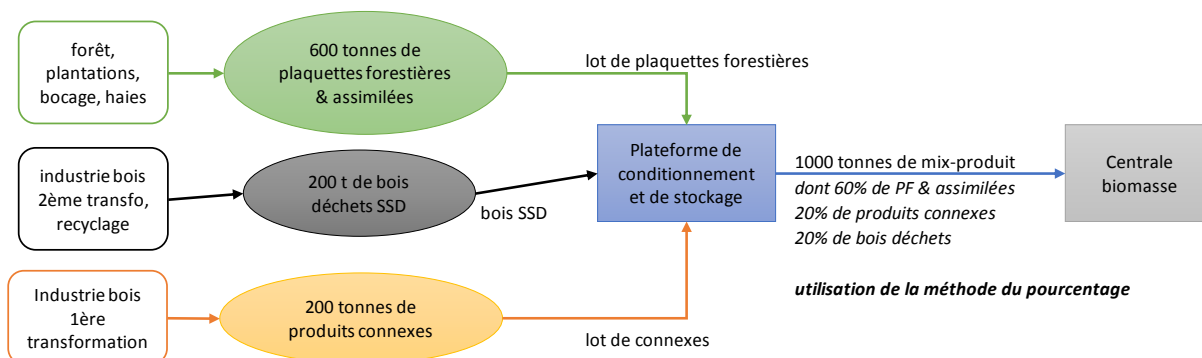 forêt,
plantations,
bocage, haies
600 tonnes de
plaquettes forestières
& assimilées
lot de plaquettes forestières
industrie bois
2ème transfo,
recyclage
200 t de bois
déchets SSD
bois SSD
Plateforme de
conditionnement
et de stockage
1000 tonnes de mix-produit
dont 60% de PF & assimilées
20% de produits connexes
20% de bois déchets
Centrale
biomasse
utilisation de la méthode du pourcentage
Industrie bois
1ère
transformation
200 tonnes de
produits connexes
lot de connexes